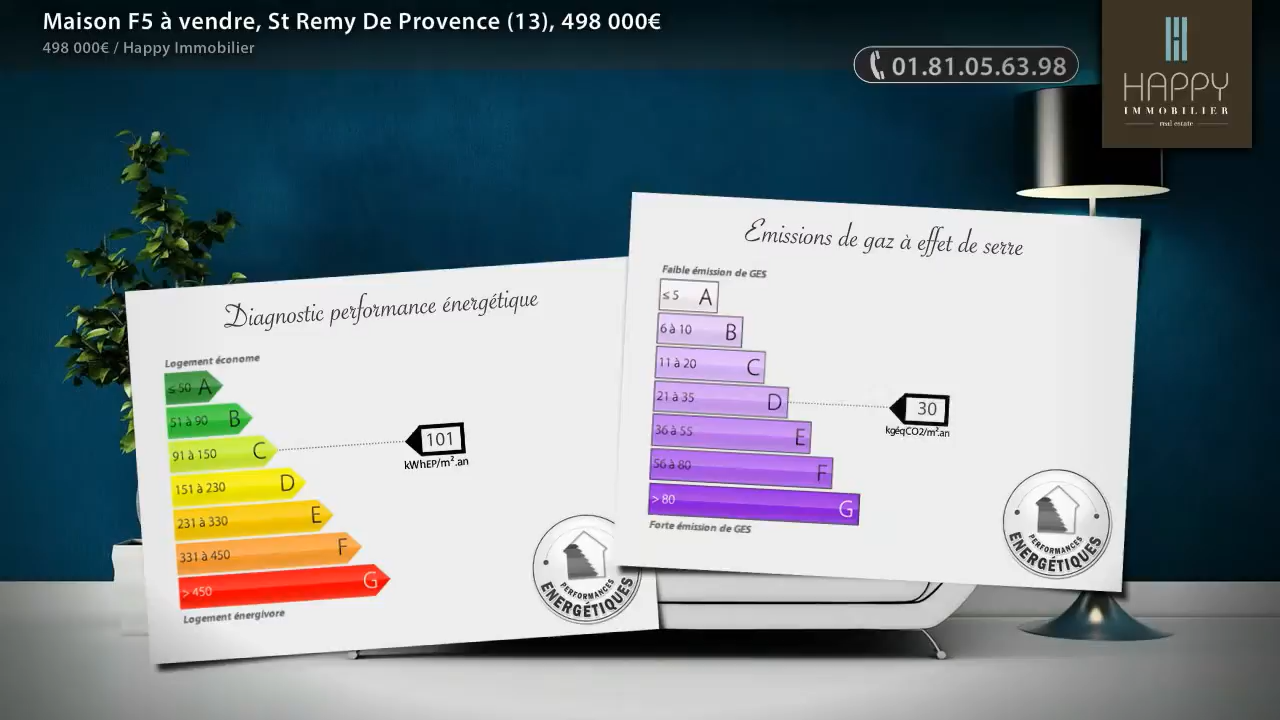 Maison F5 à vendre, St Remy De Provence (13), 498 000€
498 000€ / Happy Immobilier
01.81.05.63.98
HAPPY
IMMOBILIER
real estate
Diagnostic performance énergétique
Logement économe
≤ 50 A
51 à 90 B
91 à 150 C
101
kWhEP/m².an
151 à 230 D
231 à 330 E
331 à 450 F
> 450 G
Logement énergivore
PERFORMANCES
ENERGÉTIQUES
Emissions de gaz à effet de serre
Faible émission de GES
≤ 5 A
6 à 10 B
11 à 20 C
21 à 35 D
30
kgéqCO2/m².an
36 à 55 E
56 à 80 F
> 80 G
Forte émission de GES
PERFORMANCES
ENERGÉTIQUES